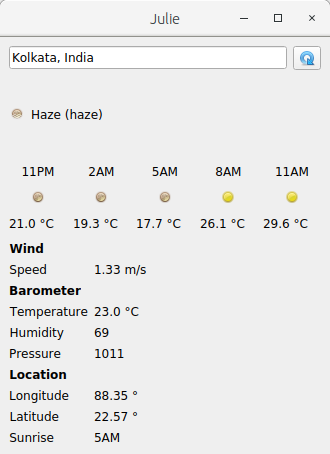 Julie
Kolkata, India
Haze (haze)
11PM 2AM 5AM 8AM 11AM
21.0 °C 19.3 °C 17.7 °C 26.1 °C 29.6 °C
Wind
Speed 1.33 m/s
Barometer
Temperature 23.0 °C
Humidity 69
Pressure 1011
Location
Longitude 88.35 °
Latitude 22.57 °
Sunrise 5AM